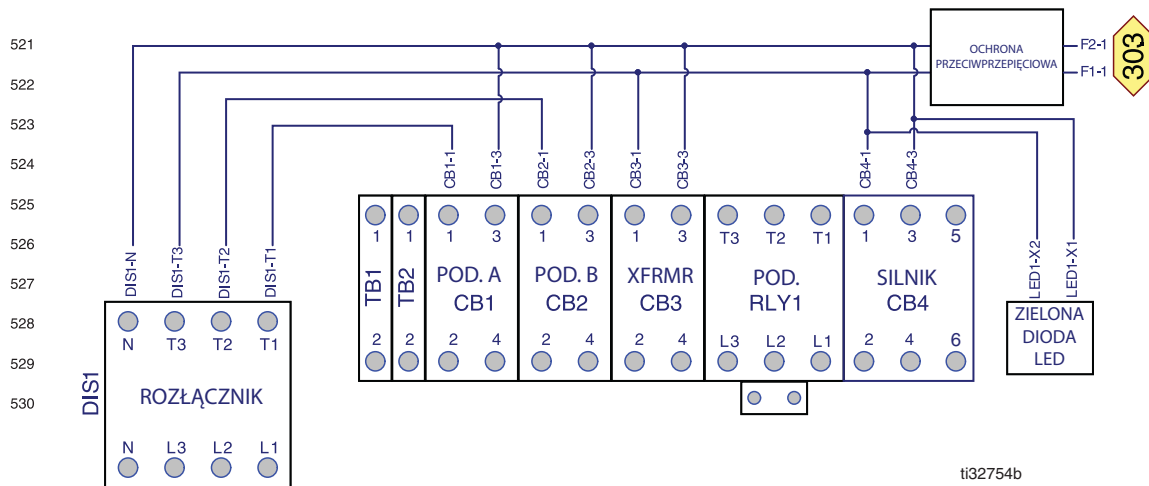 521
522
523
524
525
526
527
528
529
530
OCHRONA
PRZECIWPRZEPIĘCIOWA
F2-1
F1-1
303
DIS1-N
DIS1-T3
DIS1-T2
DIS1-T1
CB1-1
CB1-3
CB2-1
CB2-3
CB3-1
CB3-3
CB4-1
CB4-3
LED1-X2
LED1-X1
1
TB1
2
1
TB2
2
1 3
POD. A
CB1
2 4
1 3
POD. B
CB2
2 4
1 3
XFRMR
CB3
2 4
T3 T2 T1
POD.
RLY1
L3 L2 L1
1 3 5
SILNIK
CB4
2 4 6
ZIELONA
DIODA
LED
DIS1
N T3 T2 T1
ROZŁĄCZNIK
N L3 L2 L1
ti32754b